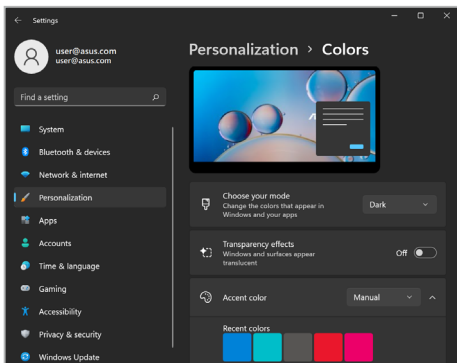 Settings
user@asus.com
user@asus.com
Find a setting
System
Bluetooth & devices
Network & internet
Personalization
Apps
Accounts
Time & language
Gaming
Accessibility
Privacy & security
Windows Update
Personalization > Colors
Choose your mode
Change the colors that appear in
Windows and your apps
Dark
Transparency effects
Windows and surfaces appear
translucent
Off
Accent color
Manual
Recent colors